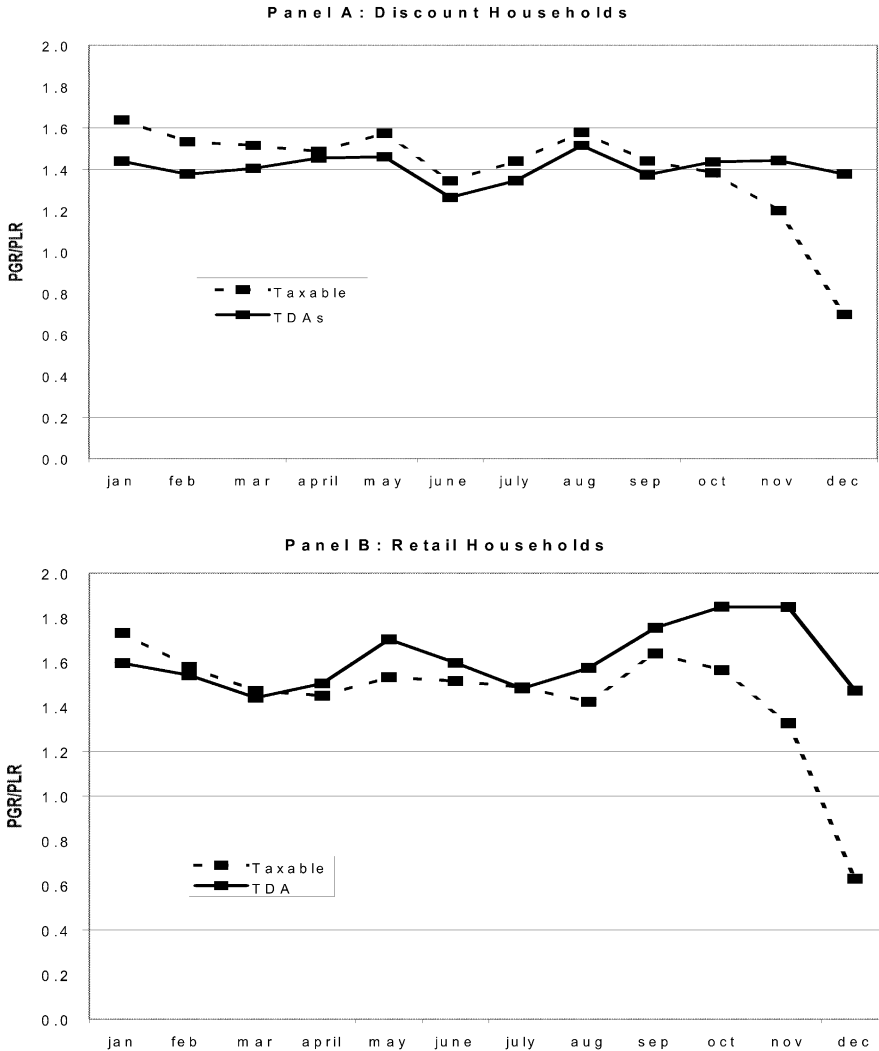 Panel A: Discount Households
2.0
1.8
1.6
1.4
1.2
1.0
0.8
0.6
0.4
0.2
0.0
PGR/PLR
Taxable
TDAs
jan feb mar april may june july aug sep oct nov dec
Panel B: Retail Households
2.0
1.8
1.6
1.4
1.2
1.0
0.8
0.6
0.4
0.2
0.0
PGR/PLR
Taxable
TDA
jan feb mar april may june july aug sep oct nov dec